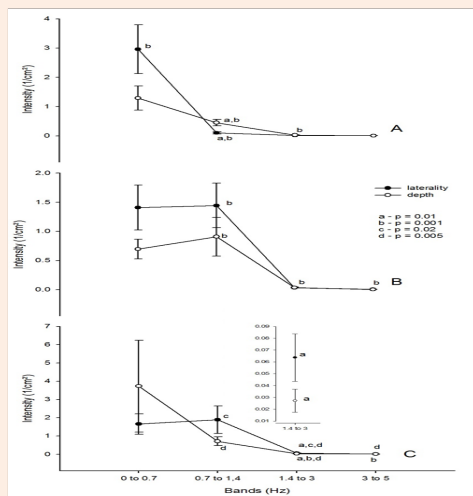 4
3
2
1
0
Intensity (1/cm²)
b
a,b
a,b
b
A
2.0
1.5
1.0
0.5
0.0
Intensity (1/cm²)
b
b
b
b
B
laterality
depth
a - p = 0.01
b - p = 0.001
c - p = 0.02
d - p = 0.005
7
6
5
4
3
2
1
0
Intensity (1/cm²)
c
d
a,c,d
a,b,d
d
b
C
0.09
0.08
0.07
0.06
0.05
0.04
0.03
0.02
0.01
a
a
1.4 to 3
0 to 0.7
0.7 to 1,4
1.4 to 3
3 to 5
Bands (Hz)